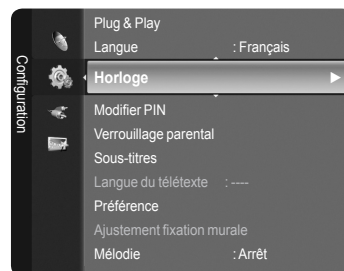 Configuration
Plug & Play
Langue : Français
Horloge
Modifier PIN
Verrouillage parental
Sous-titres
Langue du télétexte : ----
Préférence
Ajustement fixation murale
Mélodie : Arrêt